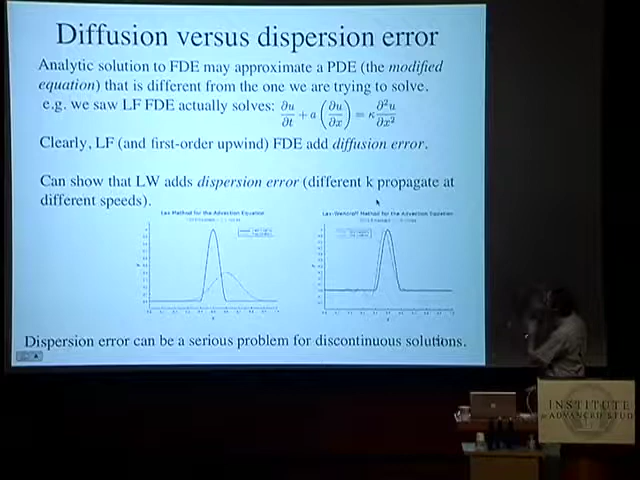 Diffusion versus dispersion error
Analytic solution to FDE may approximate a PDE (the modified
equation) that is different from the one we are trying to solve.
e.g. we saw LF FDE actually solves: ∂u/∂t + a (∂u/∂x) = κ ∂²u/∂x²
Clearly, LF (and first-order upwind) FDE add diffusion error.
Can show that LW adds dispersion error (different k propagate at
different speeds).
Lax Method for the Advection Equation
Lax-Wendroff Method for the Advection Equation
Dispersion error can be a serious problem for discontinuous solutions.
INSTITUTE
ADVANCED STUD